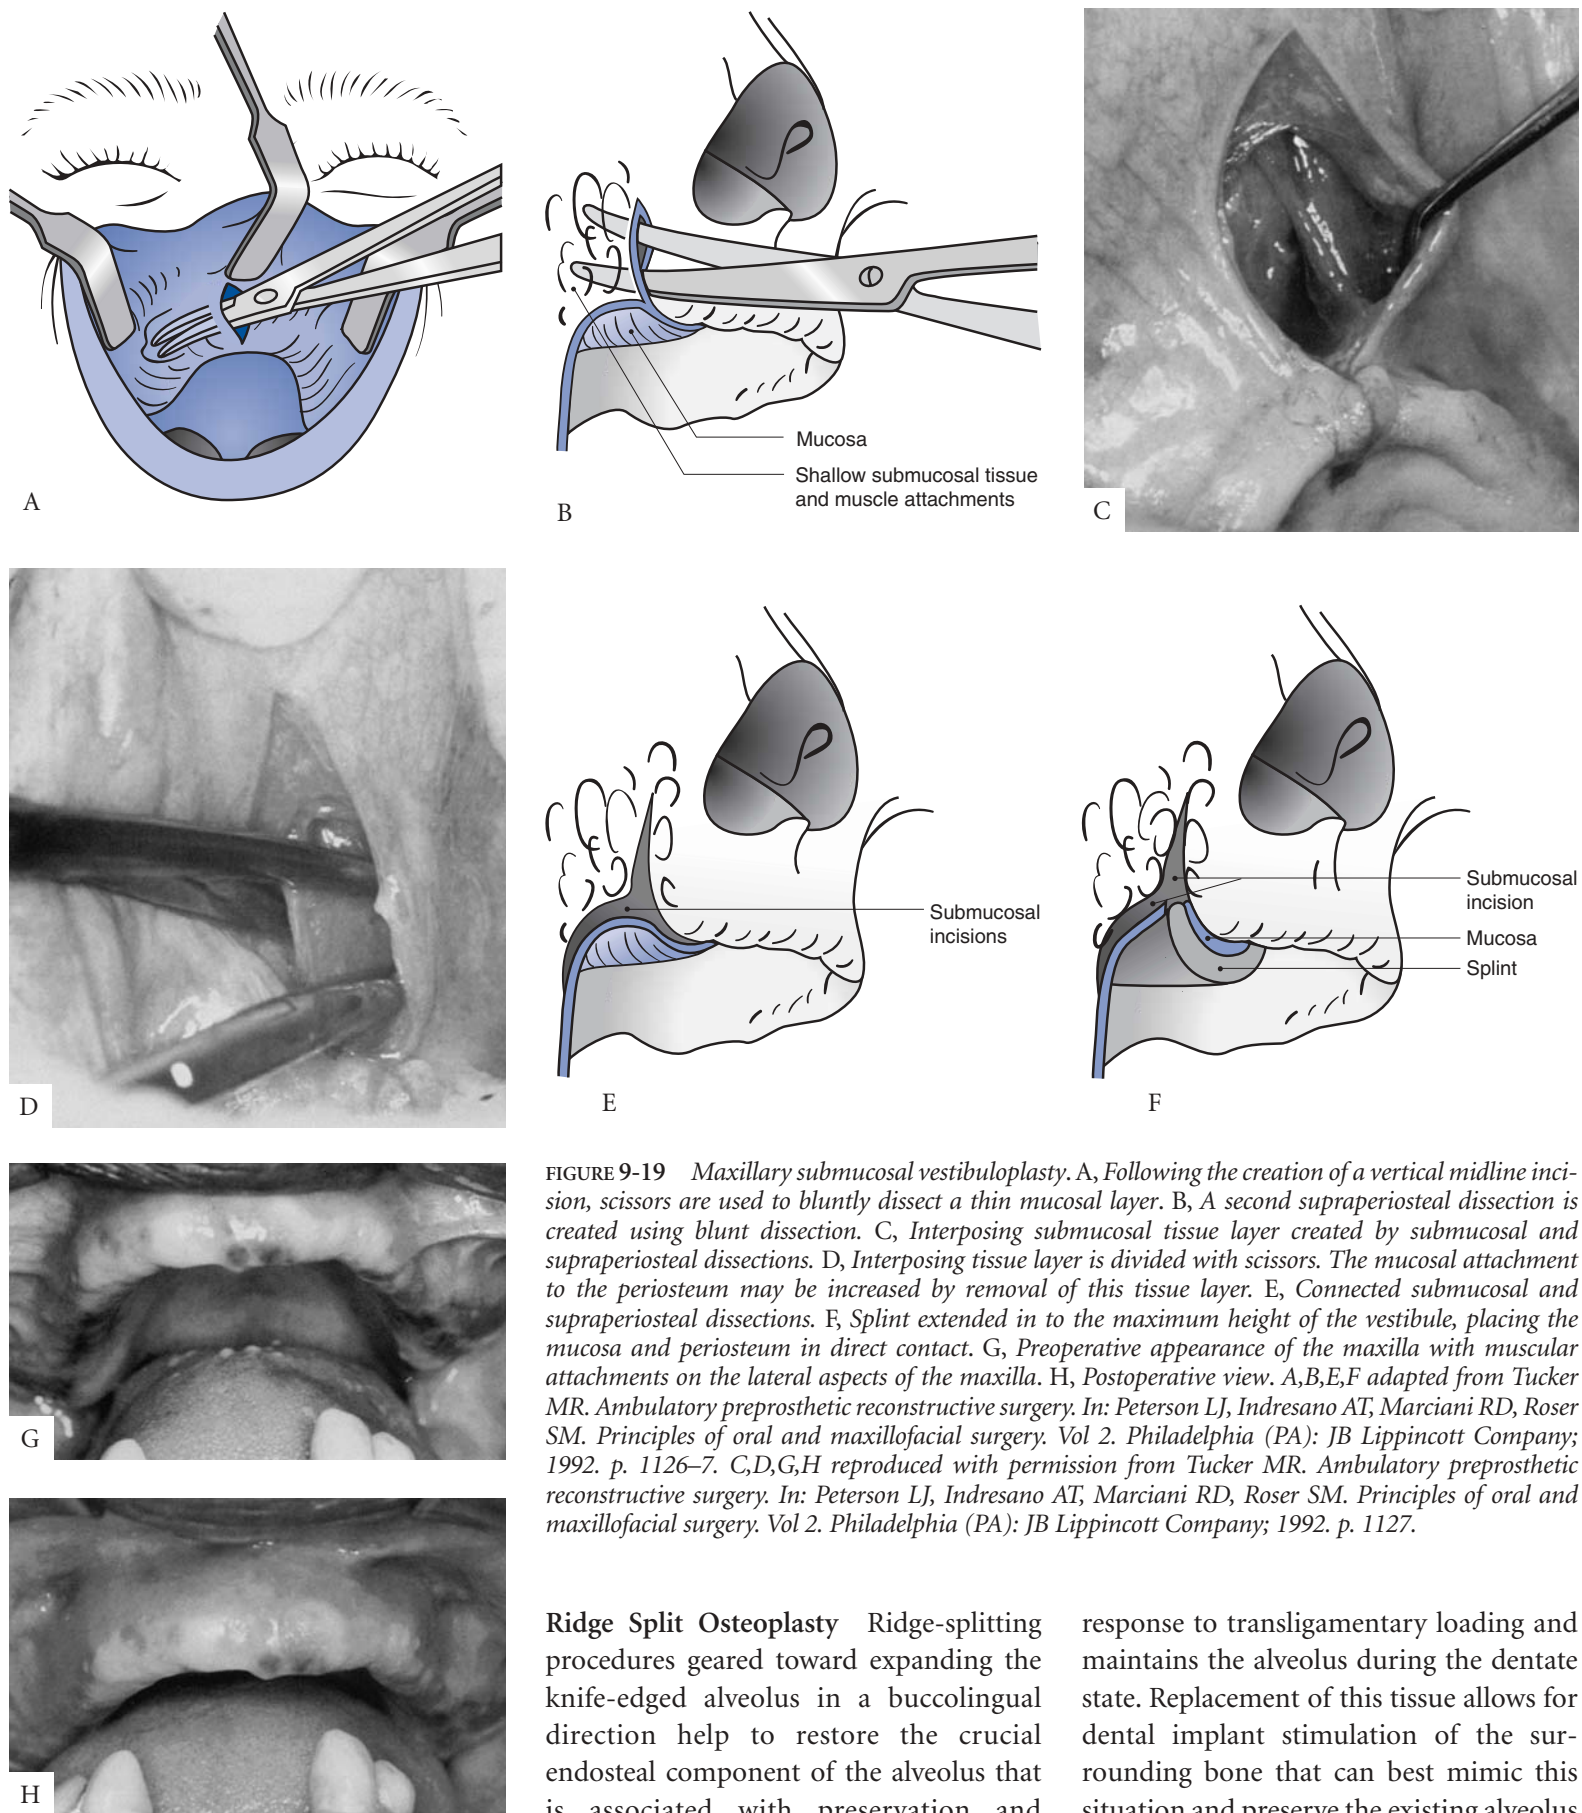 A
B
Mucosa
Shallow submucosal tissue
and muscle attachments
C
D
E
Submucosal
incisions
F
Submucosal
incision
Mucosa
Splint
G
H
FIGURE 9-19 Maxillary submucosal vestibuloplasty. A, Following the creation of a vertical midline inci-
sion, scissors are used to bluntly dissect a thin mucosal layer. B, A second supraperiosteal dissection is
created using blunt dissection. C, Interposing submucosal tissue layer created by submucosal and
supraperiosteal dissections. D, Interposing tissue layer is divided with scissors. The mucosal attachment
to the periosteum may be increased by removal of this tissue layer. E, Connected submucosal and
supraperiosteal dissections. F, Splint extended in to the maximum height of the vestibule, placing the
mucosa and periosteum in direct contact. G, Preoperative appearance of the maxilla with muscular
attachments on the lateral aspects of the maxilla. H, Postoperative view. A,B,E,F adapted from Tucker
MR. Ambulatory preprosthetic reconstructive surgery. In: Peterson LJ, Indresano AT, Marciani RD, Roser
SM. Principles of oral and maxillofacial surgery. Vol 2. Philadelphia (PA): JB Lippincott Company;
1992. p. 1126–7. C,D,G,H reproduced with permission from Tucker MR. Ambulatory preprosthetic
reconstructive surgery. In: Peterson LJ, Indresano AT, Marciani RD, Roser SM. Principles of oral and
maxillofacial surgery. Vol 2. Philadelphia (PA): JB Lippincott Company; 1992. p. 1127.
Ridge Split Osteoplasty Ridge-splitting
procedures geared toward expanding the
knife-edged alveolus in a buccolingual
direction help to restore the crucial
endosteal component of the alveolus that
is associated with preservation and
response to transligamentary loading and
maintains the alveolus during the dentate
state. Replacement of this tissue allows for
dental implant stimulation of the sur-
rounding bone that can best mimic this
situation and preserve the existing alveolus